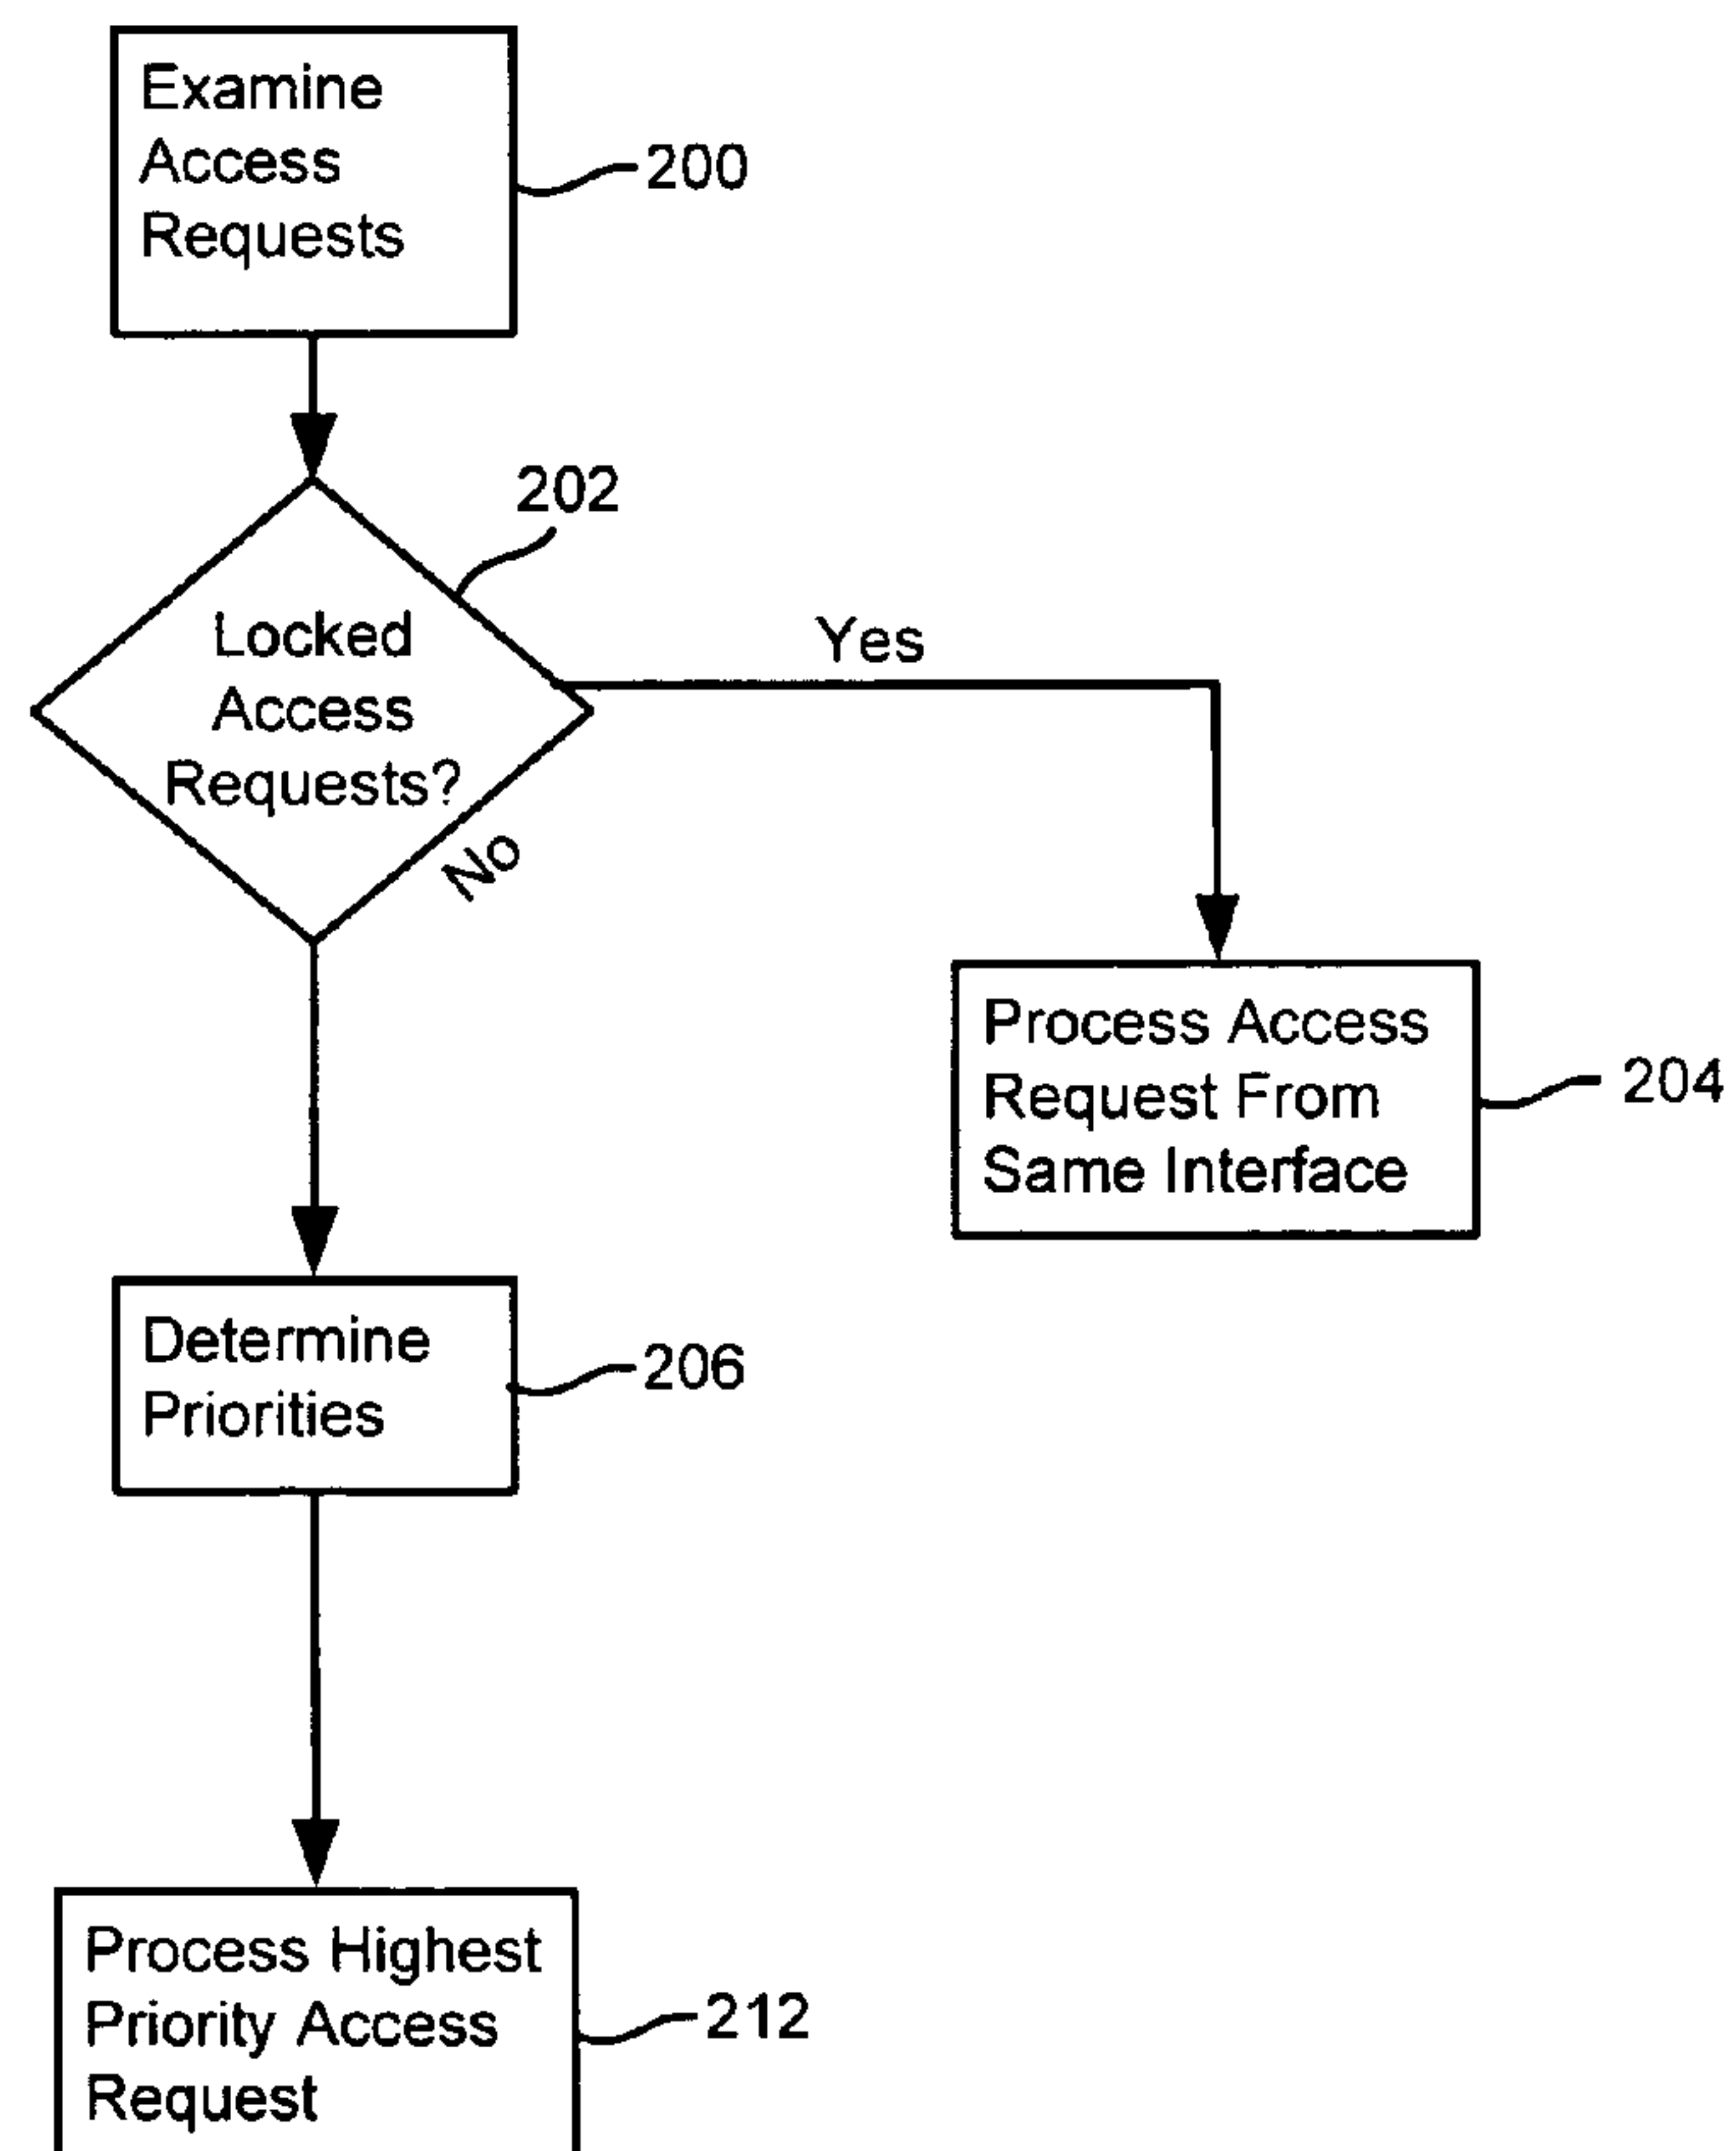 Examine
Access
Requests
200
202
Locked
Access
Requests?
Yes
No
Process Access
Request From
Same Interface
204
Determine
Priorities
206
Process Highest
Priority Access
Request
212